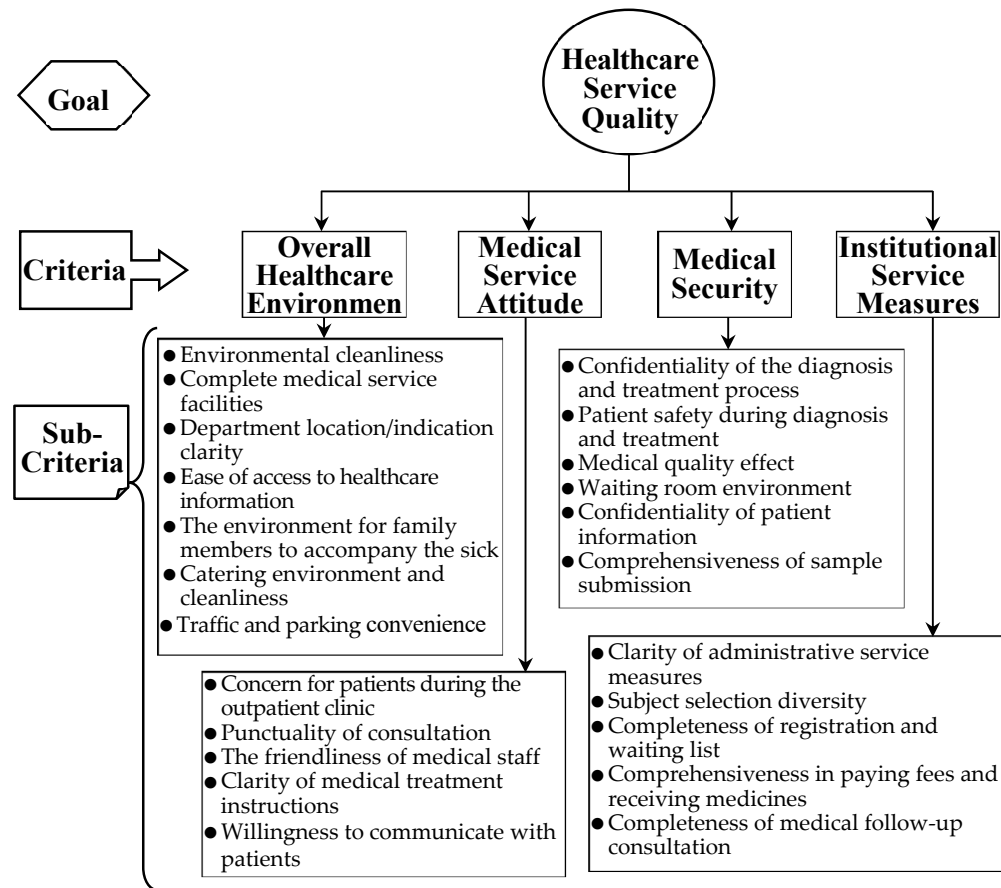 Healthcare
Service
Quality
Goal
Criteria
Overall
Healthcare
Environmen
Medical
Service
Attitude
Medical
Security
Institutional
Service
Measures
Sub-
Criteria
● Environmental cleanliness
● Complete medical service
facilities
● Department location/indication
clarity
● Ease of access to healthcare
information
● The environment for family
members to accompany the sick
● Catering environment and
cleanliness
● Traffic and parking convenience
● Concern for patients during the
outpatient clinic
● Punctuality of consultation
● The friendliness of medical staff
● Clarity of medical treatment
instructions
● Willingness to communicate with
patients
● Confidentiality of the diagnosis
and treatment process
● Patient safety during diagnosis
and treatment
● Medical quality effect
● Waiting room environment
● Confidentiality of patient
information
● Comprehensiveness of sample
submission
● Clarity of administrative service
measures
● Subject selection diversity
● Completeness of registration and
waiting list
● Comprehensiveness in paying fees and
receiving medicines
● Completeness of medical follow-up
consultation